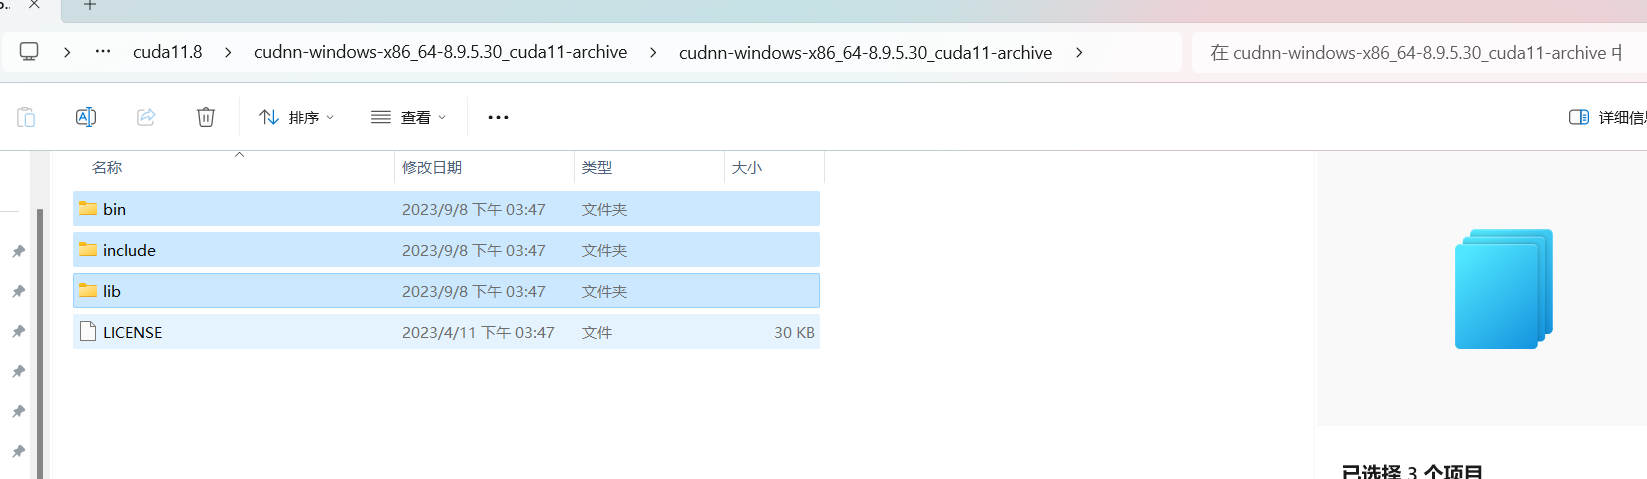 cuda11.8 cudnn-windows-x86_64-8.9.5.30_cuda11-archive cudnn-windows-x86_64-8.9.5.30_cuda11-archive 在 cudnn-windows-x86_64-8.9.5.30_cuda11-archive 中
排序 查看 详细信息
名称 修改日期 类型 大小
bin 2023/9/8 下午 03:47 文件夹
include 2023/9/8 下午 03:47 文件夹
lib 2023/9/8 下午 03:47 文件夹
LICENSE 2023/4/11 下午 03:47 文件 30 KB
已选择 3 个项目